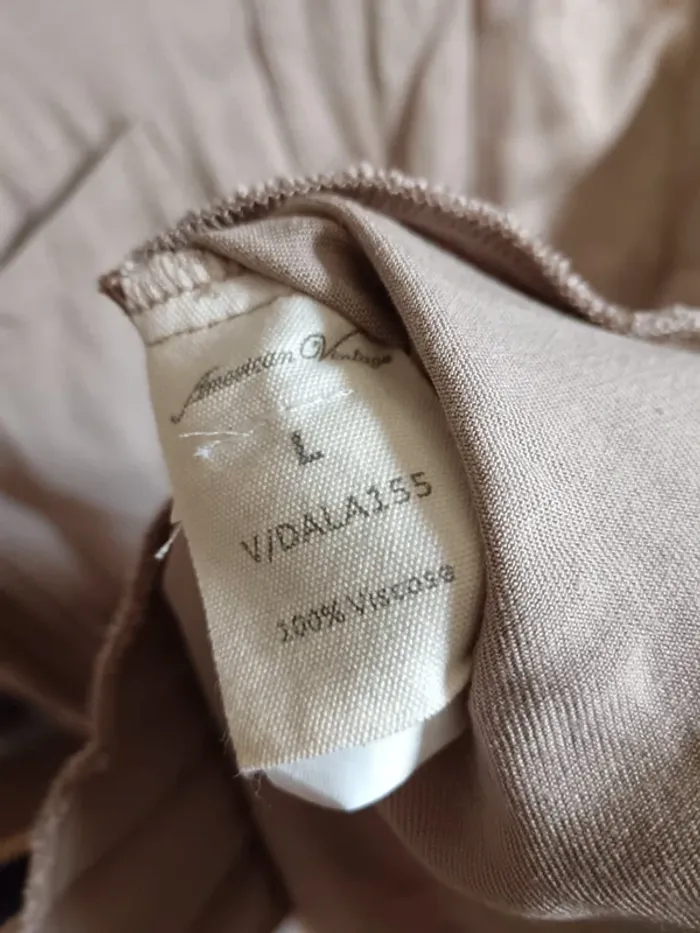 American Vintage
L
V/DALA155
100% Viscose